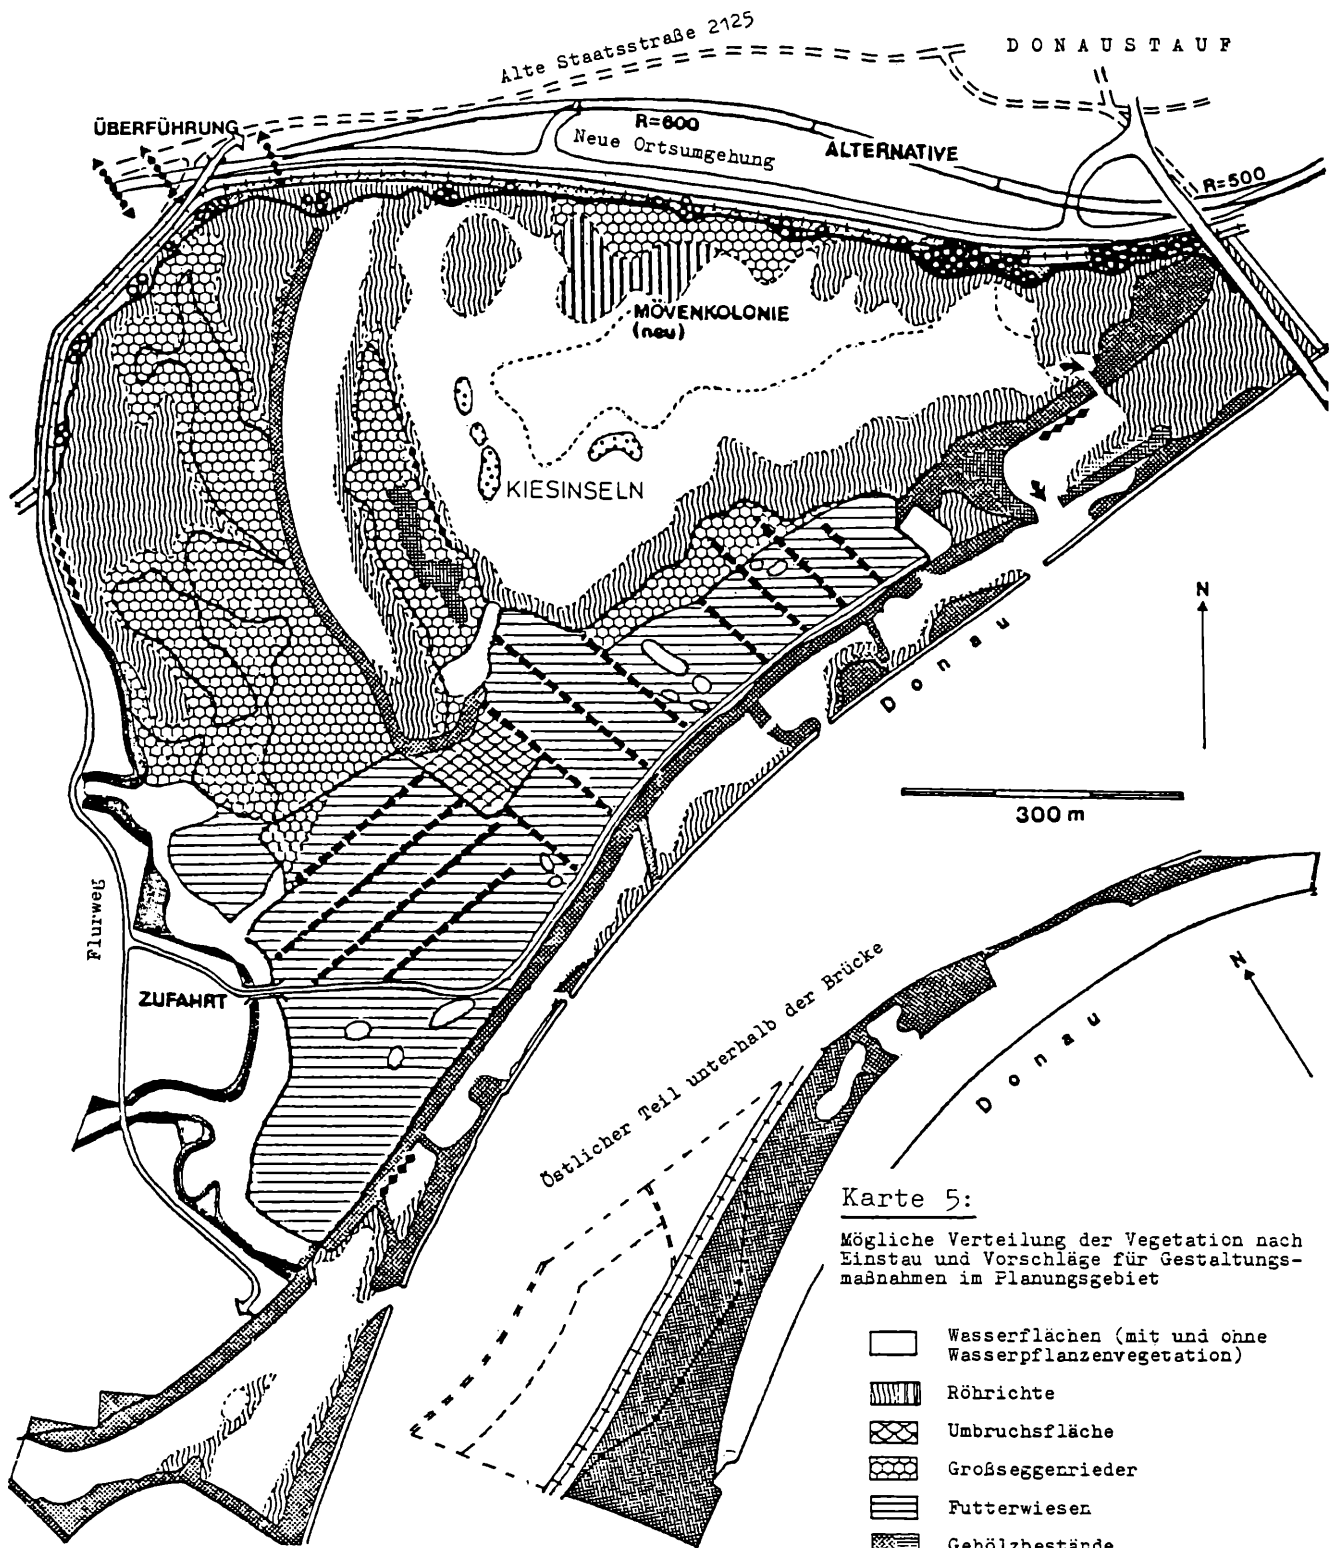 Alte Staatsstraße 2125
DONAUSTAUF
ÜBERFÜHRUNG
R=600
Neue Ortsumgehung
ALTERNATIVE
R=500
MÖVENKOLONIE
(neu)
KIESINSELN
N
Donau
300 m
Flurweg
ZUFAHRT
Östlicher Teil unterhalb der Brücke
N
Donau
Karte 5:
Mögliche Verteilung der Vegetation nach
Einstau und Vorschläge für Gestaltungs-
maßnahmen im Planungsgebiet
Wasserflächen (mit und ohne
Wasserpflanzenvegetation)
Röhrichte
Umbruchsfläche
Großseggenrieder
Futterwiesen
Gehölzbestände